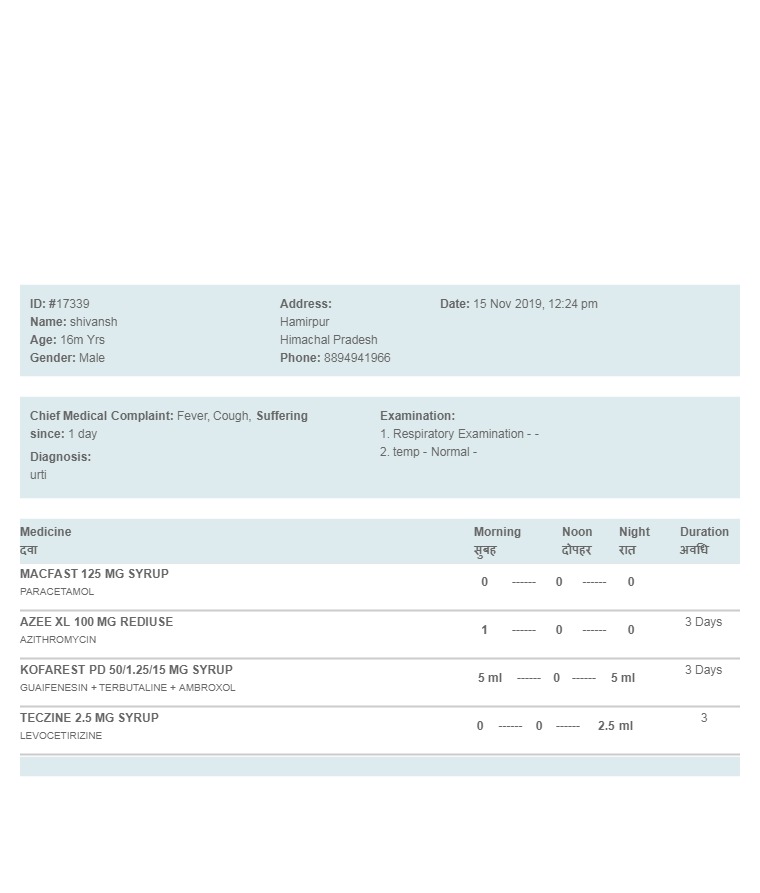 ID: #17339
Name: shivansh
Age: 16m Yrs
Gender: Male
Address:
Hamirpur
Himachal Pradesh
Phone: 8894941966
Date: 15 Nov 2019, 12:24 pm
Chief Medical Complaint: Fever, Cough, Suffering
since: 1 day
Diagnosis:
urti
Examination:
1. Respiratory Examination - -
2. temp - Normal -
Medicine Morning Noon Night Duration
दवा सुबह दोपहर रात अवधि
MACFAST 125 MG SYRUP
PARACETAMOL
0 ------ 0 ------ 0
AZEE XL 100 MG REDIUSE
AZITHROMYCIN
1 ------ 0 ------ 0
3 Days
KOFAREST PD 50/1.25/15 MG SYRUP
GUAIFENESIN + TERBUTALINE + AMBROXOL
5 ml ------ 0 ------ 5 ml
3 Days
TECZINE 2.5 MG SYRUP
LEVOCETIRIZINE
0 ------ 0 ------ 2.5 ml
3